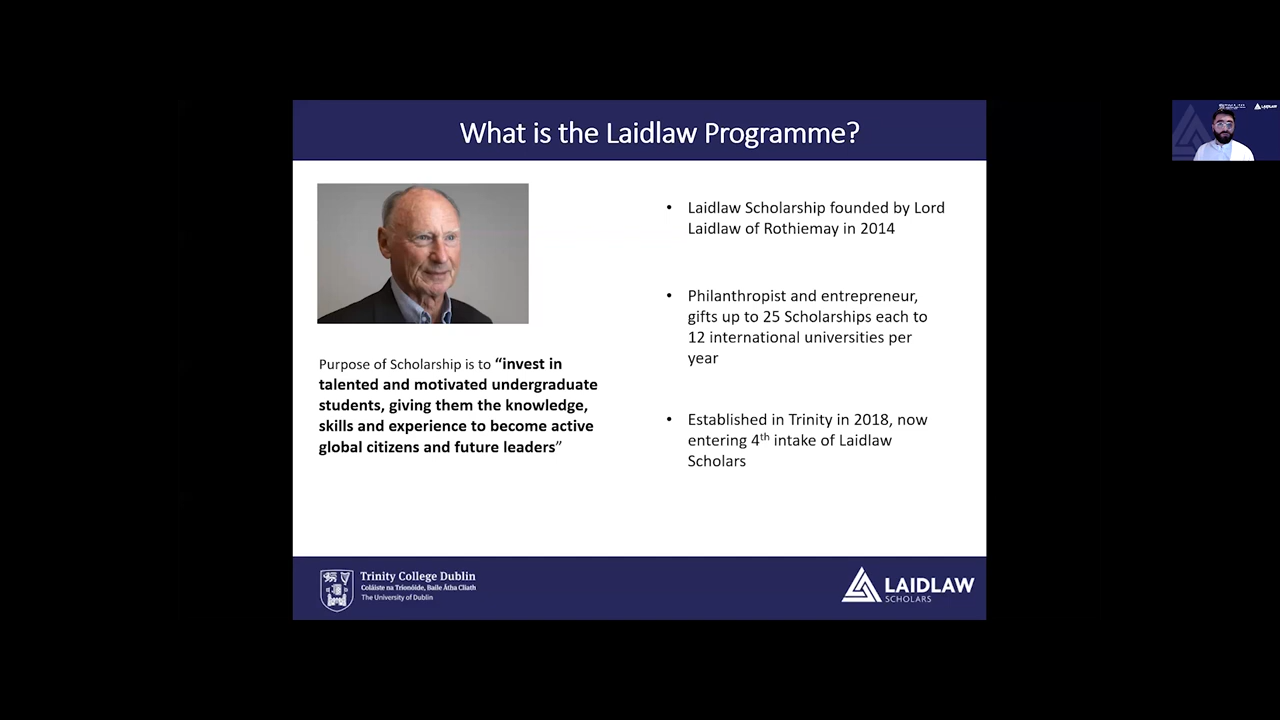 What is the Laidlaw Programme?
Purpose of Scholarship is to “invest in
talented and motivated undergraduate
students, giving them the knowledge,
skills and experience to become active
global citizens and future leaders”
• Laidlaw Scholarship founded by Lord
Laidlaw of Rothiemay in 2014
• Philanthropist and entrepreneur,
gifts up to 25 Scholarships each to
12 international universities per
year
• Established in Trinity in 2018, now
entering 4th intake of Laidlaw
Scholars
Trinity College Dublin
Coláiste na Tríonóide, Baile Átha Cliath
The University of Dublin
LAIDLAW
SCHOLARS
LAIDLAW